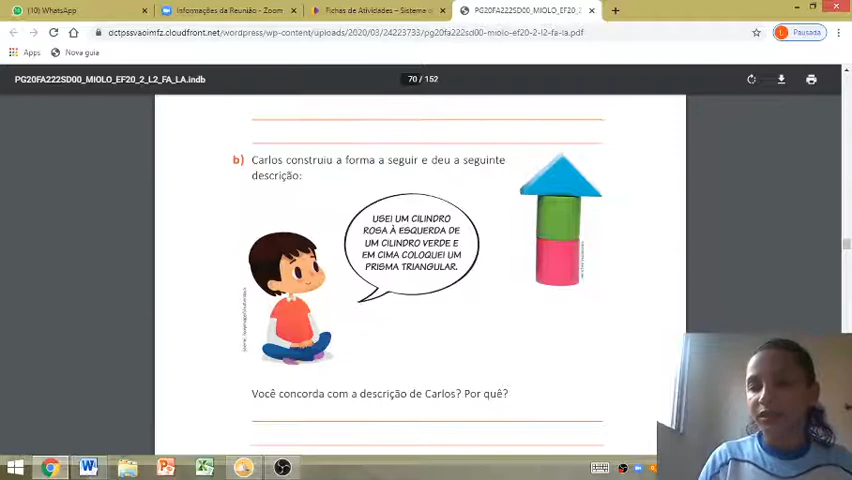 (10) WhatsApp
Informações da Reunião - Zoom
Fichas de Atividades – Sistema d
PG20FA222SD00_MIOLO_EF20_2
dctpssvaoimfz.cloudfront.net/wordpress/wp-content/uploads/2020/03/24223733/pg20fa222sd00-miolo-ef20-2-l2-fa-la.pdf
Pausada
Apps
Nova guia
PG20FA222SD00_MIOLO_EF20_2_L2_FA_LA.indb
70 / 152
b) Carlos construiu a forma a seguir e deu a seguinte
descrição:
USEI UM CILINDRO
ROSA À ESQUERDA DE
UM CILINDRO VERDE E
EM CIMA COLOQUEI UM
PRISMA TRIANGULAR.
Você concorda com a descrição de Carlos? Por quê?